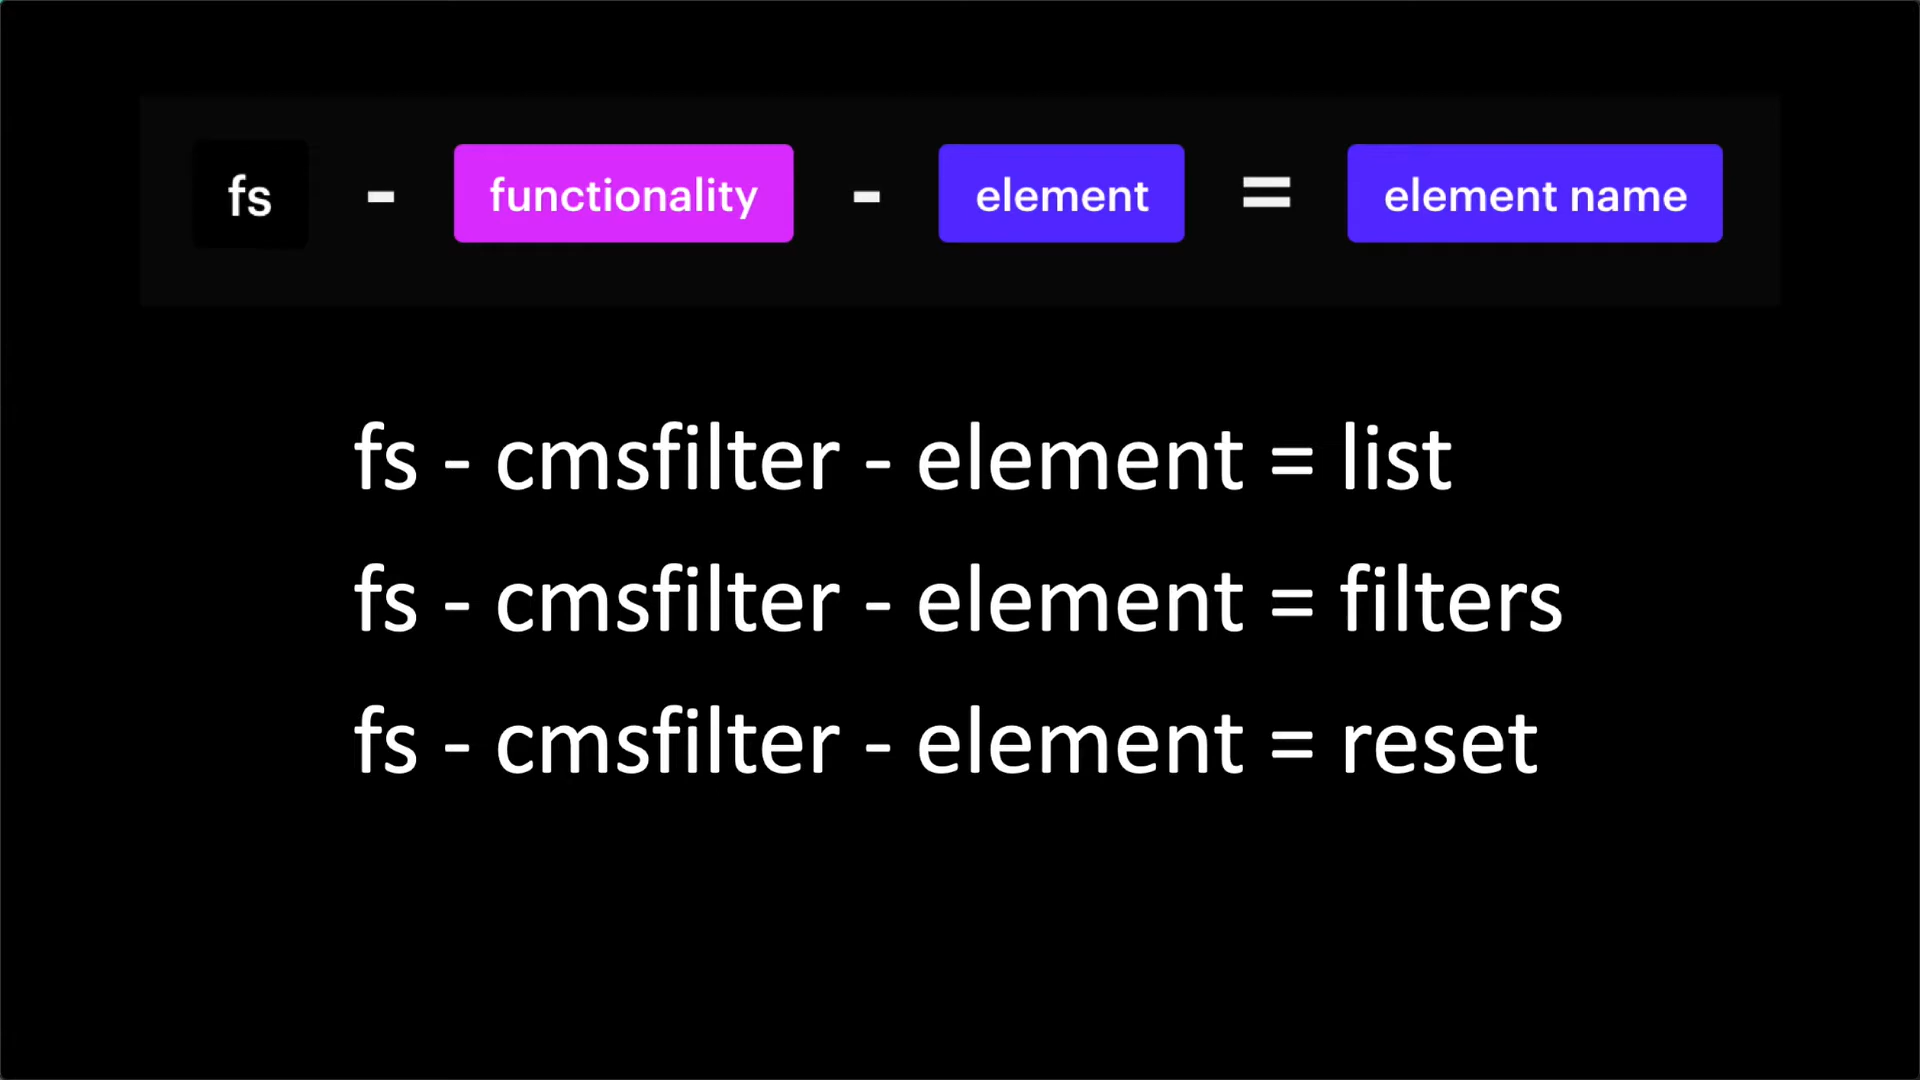 fs - functionality - element = element name
fs - cmsfilter - element = list
fs - cmsfilter - element = filters
fs - cmsfilter - element = reset